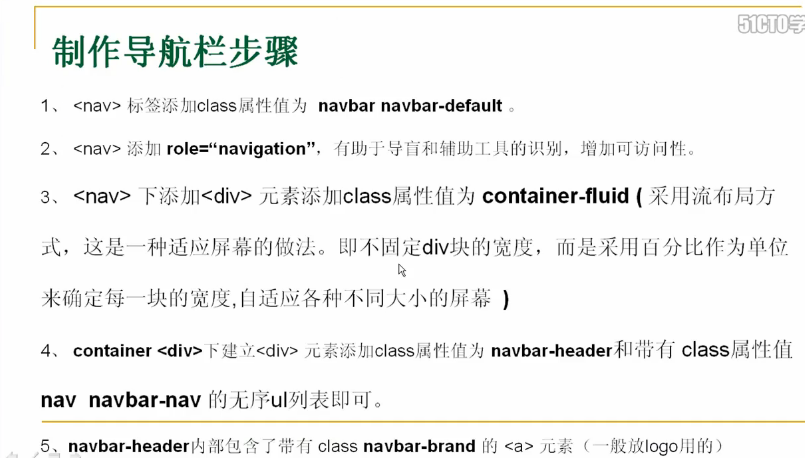 51CTO学
制作导航栏步骤
1、 <nav> 标签添加class属性值为 navbar navbar-default 。
2、 <nav> 添加 role=“navigation”, 有助于导盲和辅助工具的识别，增加可访问性。
3、 <nav> 下添加<div> 元素添加class属性值为 container-fluid ( 采用流布局方
式，这是一种适应屏幕的做法。即不固定div块的宽度，而是采用百分比作为单位
来确定每一块的宽度,自适应各种不同大小的屏幕 )
4、 container <div>下建立<div> 元素添加class属性值为 navbar-header和带有 class属性值
nav navbar-nav 的无序ul列表即可。
5、navbar-header内部包含了带有 class navbar-brand 的 <a> 元素（一般放logo用的）